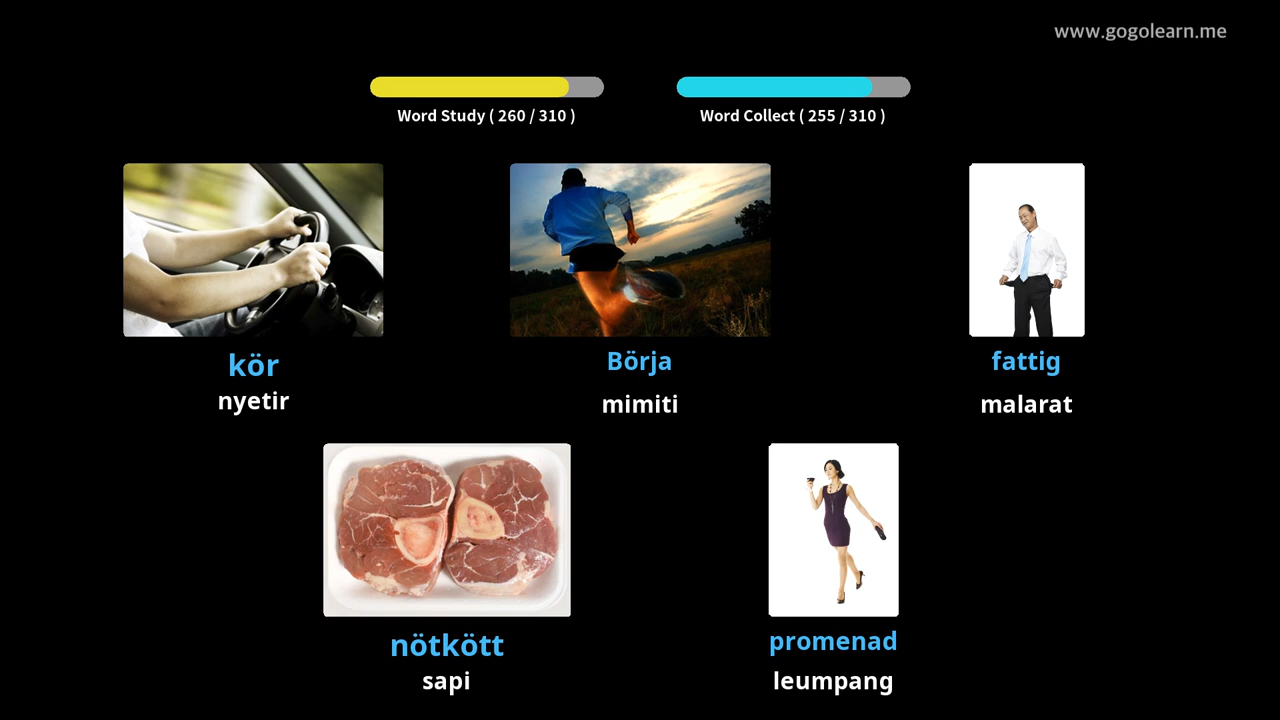 www.gogolearn.me
Word Study ( 260 / 310 )
Word Collect ( 255 / 310 )
kör
nyetir
Börja
mimiti
fattig
malarat
nötkött
sapi
promenad
leumpang